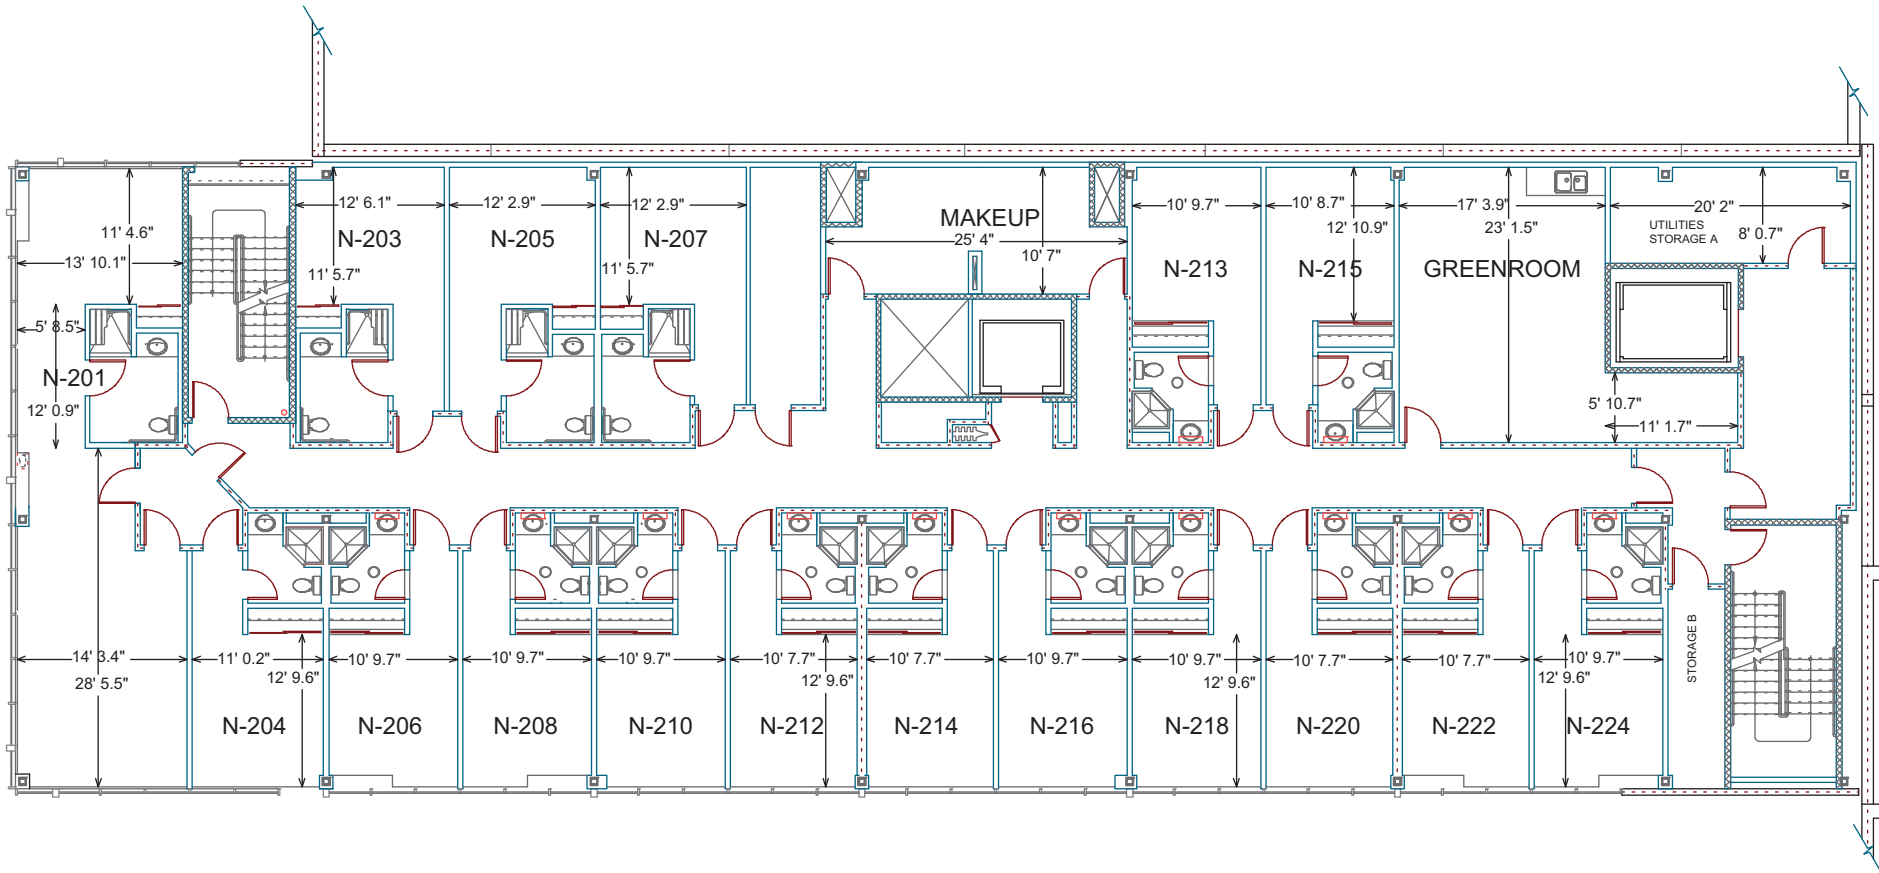 12' 6.1"
12' 2.9"
12' 2.9"
10' 9.7"
10' 8.7"
17' 3.9"
20' 2"
11' 4.6"
N-203
N-205
N-207
MAKEUP
25' 4"
12' 10.9"
23' 1.5"
UTILITIES
STORAGE A
8' 0.7"
13' 10.1"
11' 5.7"
11' 5.7"
10' 7"
N-213
N-215
GREENROOM
5' 8.5"
N-201
12' 0.9"
5' 10.7"
11' 1.7"
STORAGE B
14' 3.4"
28' 5.5"
11' 0.2"
12' 9.6"
10' 9.7"
10' 9.7"
10' 9.7"
10' 7.7"
12' 9.6"
10' 7.7"
10' 9.7"
10' 9.7"
12' 9.6"
10' 7.7"
10' 7.7"
10' 9.7"
12' 9.6"
N-204
N-206
N-208
N-210
N-212
N-214
N-216
N-218
N-220
N-222
N-224